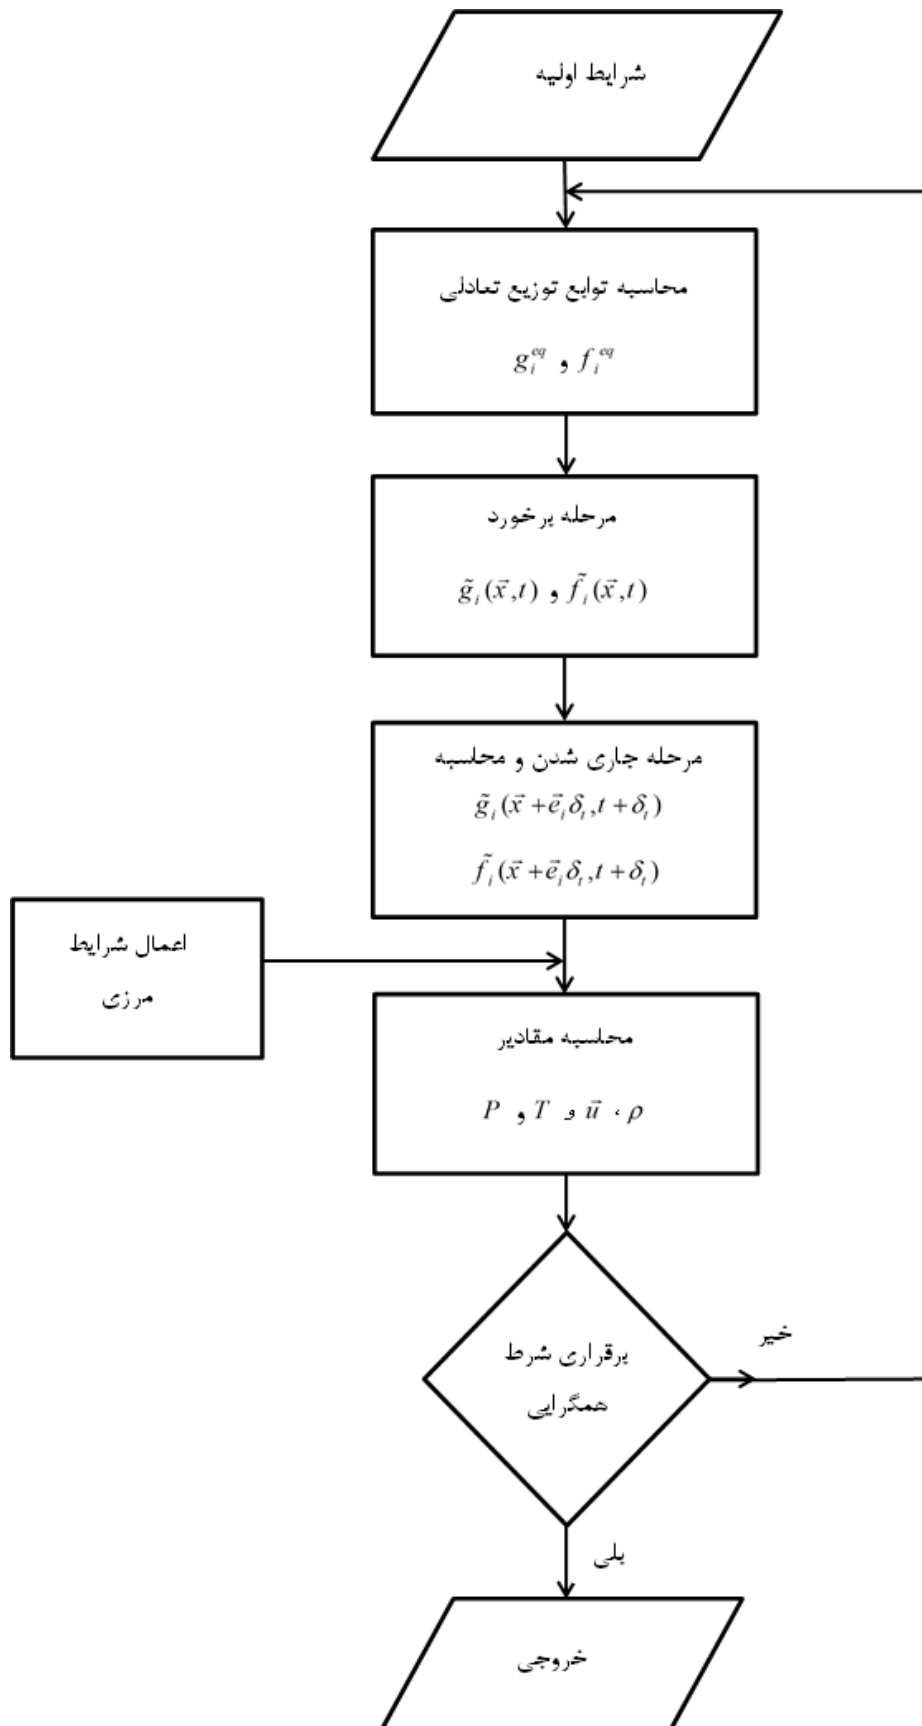 شرایط اولیه
محاسبه توابع توزیع تعادلی
f_i^{eq} و g_i^{eq}
مرحله برخورد
\tilde{f}_i(\vec{x},t) و \tilde{g}_i(\vec{x},t)
مرحله جاری شدن و محاسبه
\tilde{g}_i(\vec{x}+\vec{e}_i\delta_t,t+\delta_t)
\tilde{f}_i(\vec{x}+\vec{e}_i\delta_t,t+\delta_t)
اعمال شرایط
مرزی
محاسبه مقادیر
ρ ، \vec{u} و T و P
برقراری شرط
همگرایی
خیر
بلی
خروجی